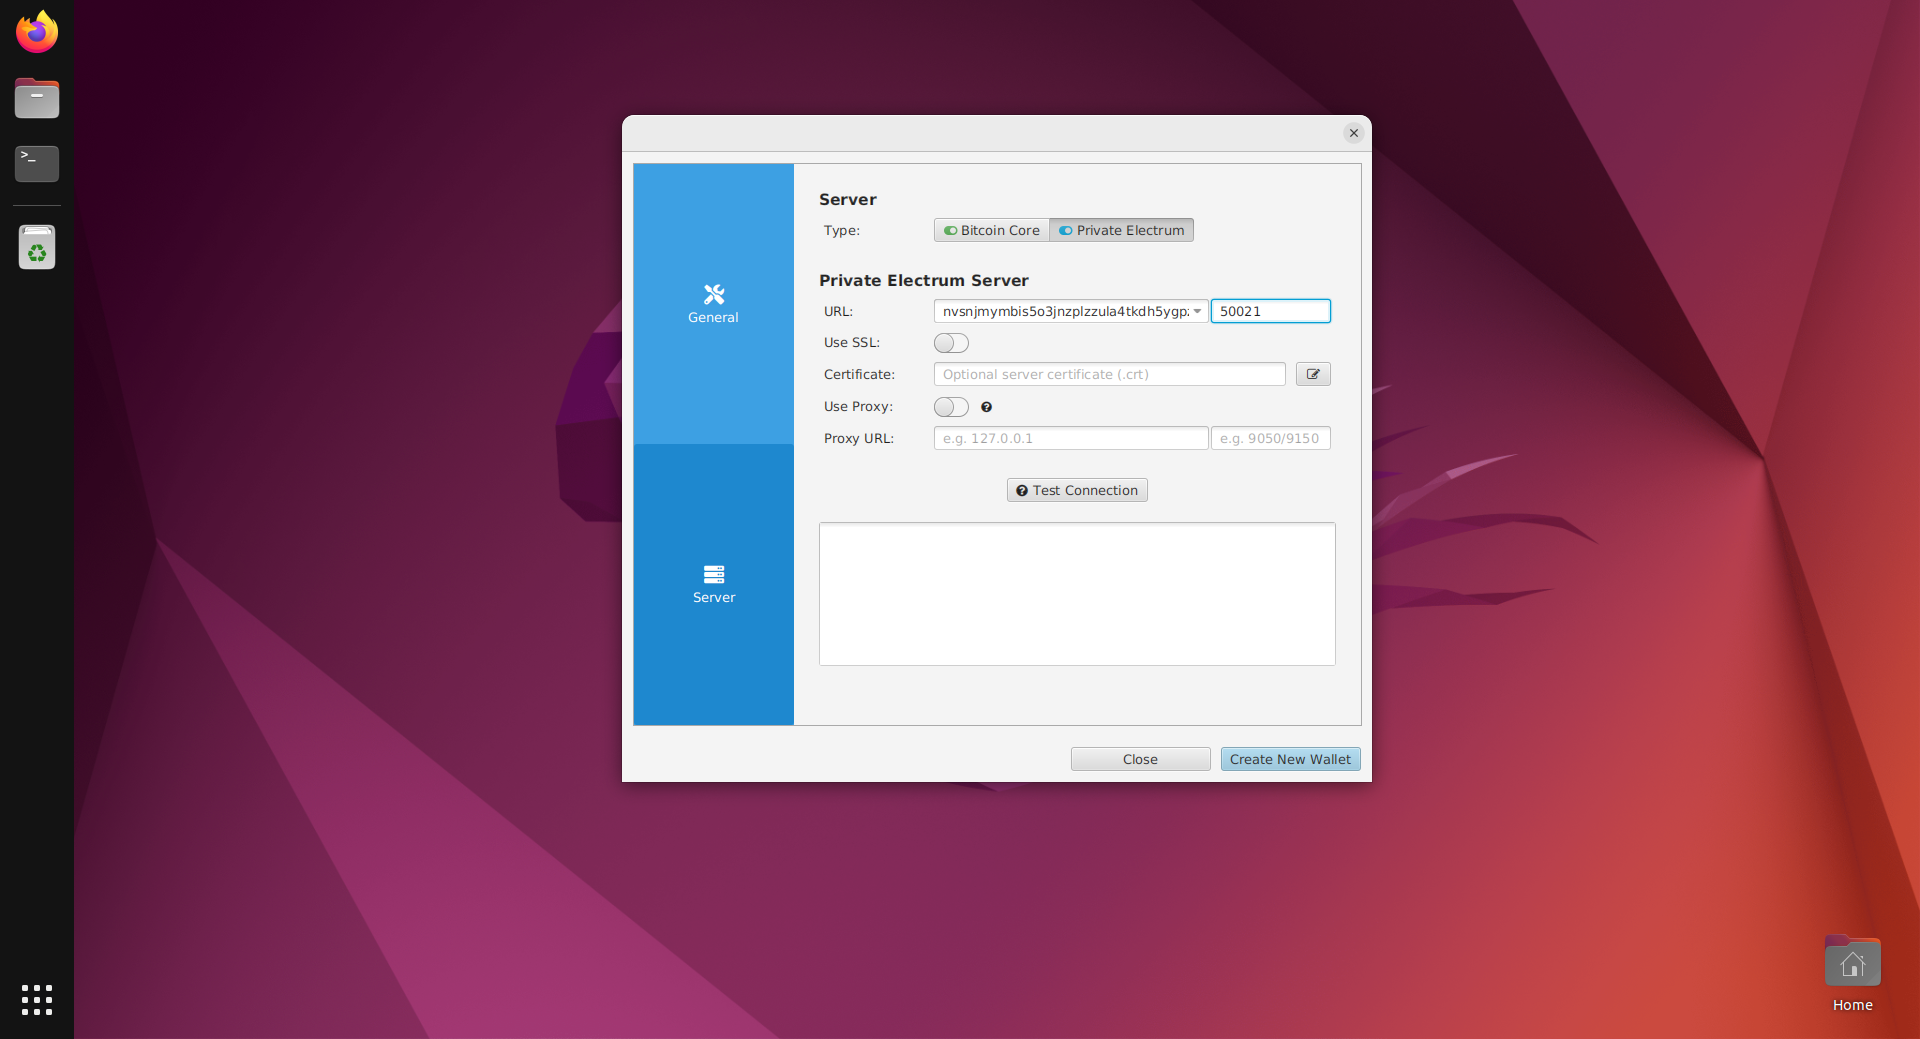 >_
General
Server
Server
Type:
Bitcoin Core
Private Electrum
Private Electrum Server
URL:
nvsnjmymbis5o3jnzplzzula4tkdh5ygp
50021
Use SSL:
Certificate:
Optional server certificate (.crt)
Use Proxy:
Proxy URL:
e.g. 127.0.0.1
e.g. 9050/9150
Test Connection
Close
Create New Wallet
Home